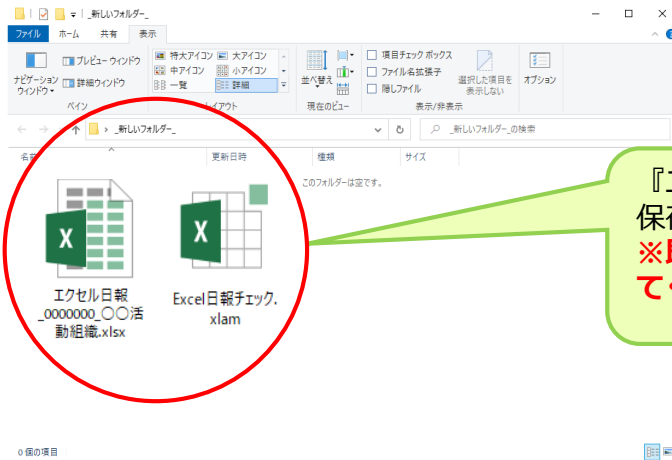 _新しいフォルダー_
ファイル ホーム 共有 表示
ナビゲーション ウィンドウ
プレビュー ウィンドウ
詳細ウィンドウ
ペイン
特大アイコン 大アイコン
中アイコン 小アイコン
一覧 詳細
レイアウト
並べ替え
現在のビュー
項目チェック ボックス
ファイル名拡張子
隠しファイル
選択した項目を
表示しない
表示/非表示
オプション
_新しいフォルダー_
_新しいフォルダー_の検索
名前 更新日時 種類 サイズ
このフォルダーは空です。
エクセル日報
_0000000_〇〇活
動組織.xlsx
Excel日報チェック.
xlam
保
※
て
0 個の項目